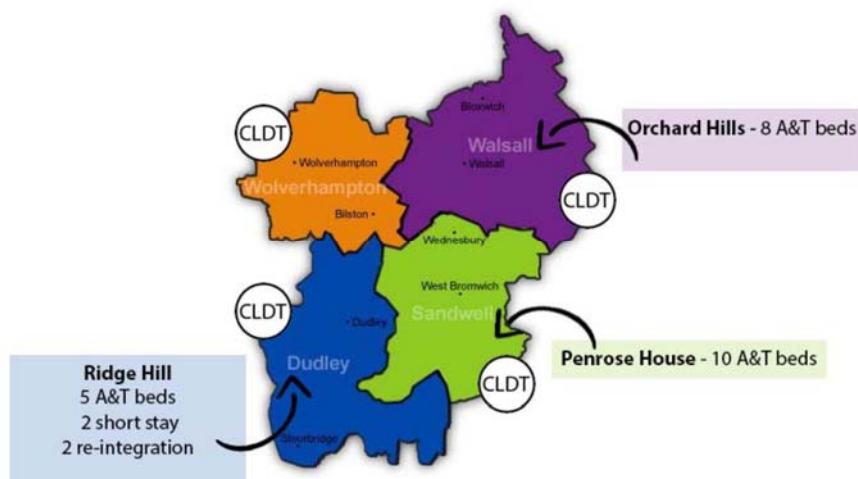 Bloxwich
CLDT
Orchard Hills - 8 A&T beds
Walsall
• Walsall
• Wolverhampton
Wolverhampton
CLDT
Bilston •
Wednesbury
West Bromwich
CLDT
Sandwell
• Dudley
Penrose House - 10 A&T beds
Dudley
CLDT
Ridge Hill
5 A&T beds
2 short stay
2 re-integration
Stourbridge